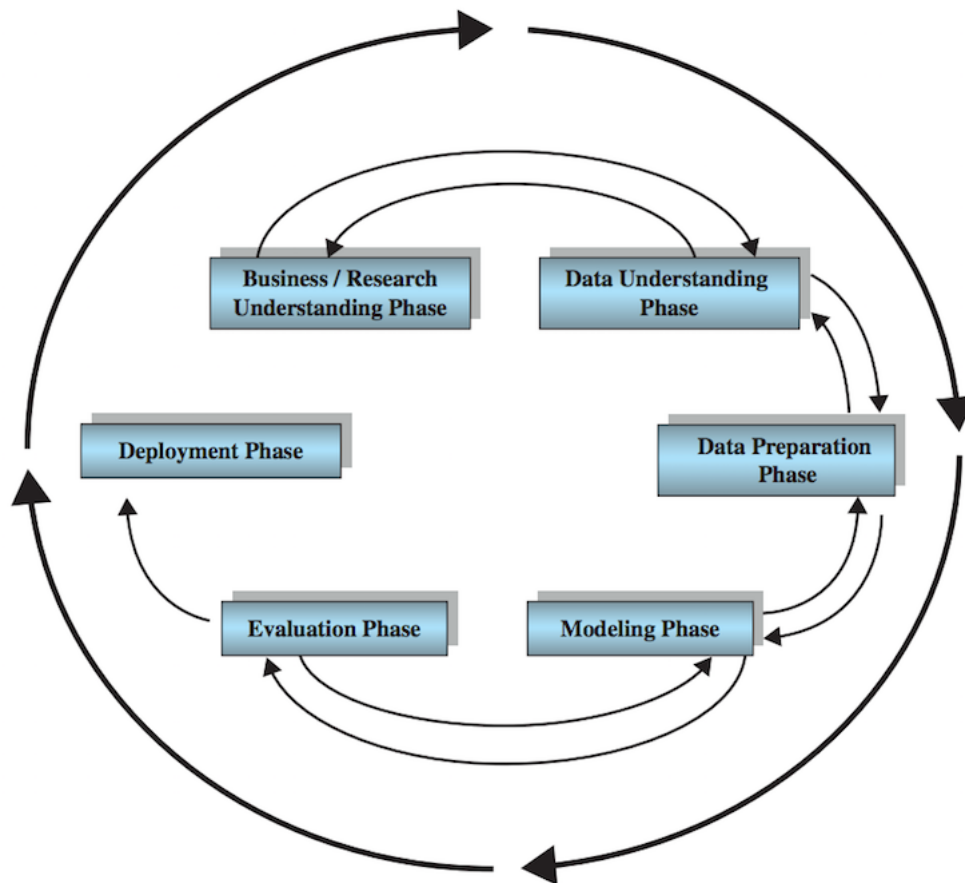 Business / Research
Understanding Phase
Data Understanding
Phase
Deployment Phase
Data Preparation
Phase
Evaluation Phase
Modeling Phase